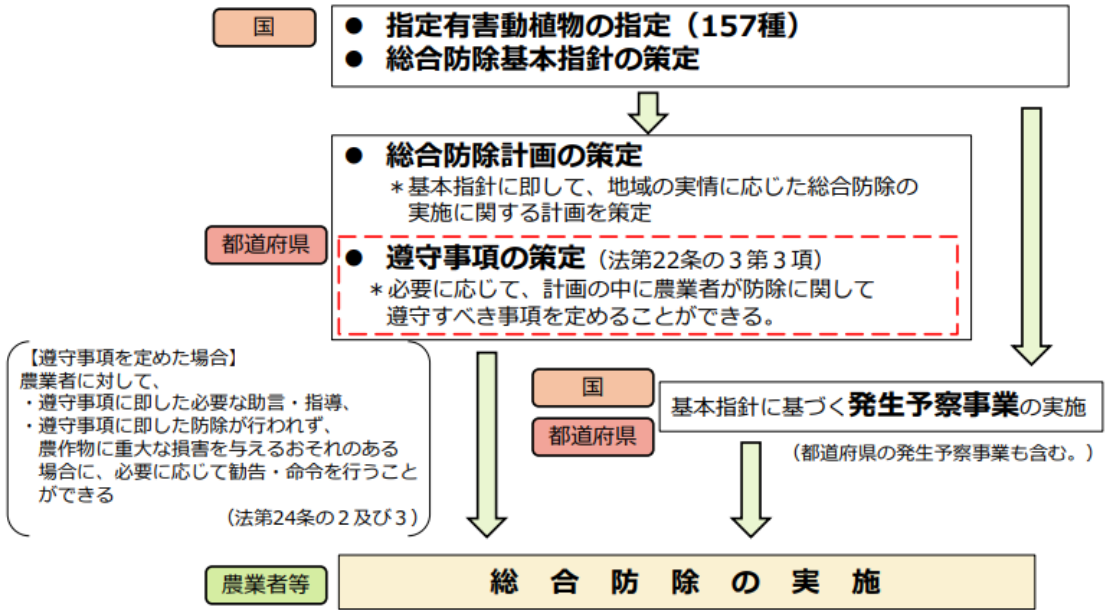 国
● 指定有害動植物の指定（157種）
● 総合防除基本指針の策定
● 総合防除計画の策定
＊基本指針に即して、地域の実情に応じた総合防除の
実施に関する計画を策定
都道府県
● 遵守事項の策定（法第22条の３第３項）
＊必要に応じて、計画の中に農業者が防除に関して
遵守すべき事項を定めることができる。
【遵守事項を定めた場合】
農業者に対して、
・遵守事項に即した必要な助言・指導、
・遵守事項に即した防除が行われず、
農作物に重大な損害を与えるおそれのある
場合に、必要に応じて勧告・命令を行うこと
ができる
（法第24条の２及び３）
国
都道府県
基本指針に基づく発生予察事業の実施
（都道府県の発生予察事業も含む。）
農業者等
総合防除の実施